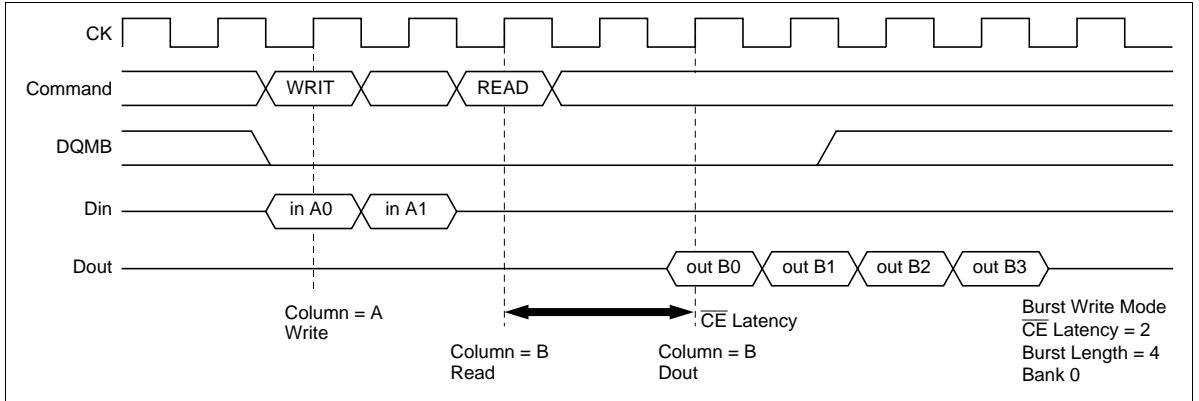 CK
Command
WRIT
READ
DQMB
Din
in A0
in A1
Dout
out B0
out B1
out B2
out B3
Column = A
Write
Column = B
Read
CE Latency
Column = B
Dout
Burst Write Mode
CE Latency = 2
Burst Length = 4
Bank 0